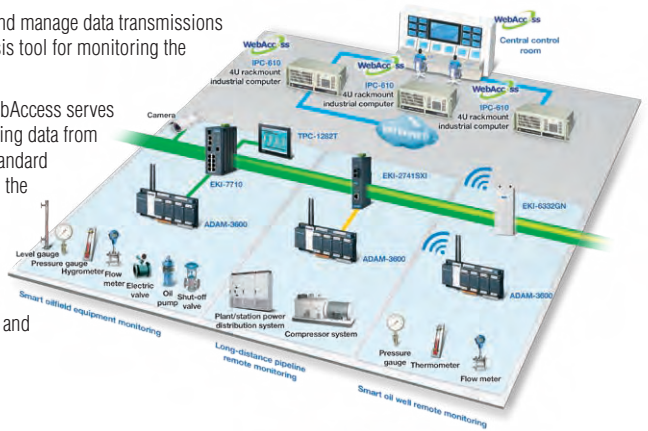 nd manage data transmissions
sis tool for monitoring the
bAccess serves
ing data from
andard
the
and
WebAccess
Central control
room
WebAccess
IPC-610
4U rackmount
industrial computer
WebAccess
IPC-610
4U rackmount
industrial computer
IPC-610
4U rackmount
industrial computer
Camera
TPC-1282T
EKI-7710
EKI-2741SXI
EKI-6332GN
ADAM-3600
ADAM-3600
ADAM-3600
Level gauge
Pressure gauge
Hygrometer
Flow
meter
Electric
valve
Oil
pump
Shut-off
valve
Plant/station power
distribution system
Compressor system
Pressure
gauge
Thermometer
Flow meter
Smart oilfield equipment monitoring
Long-distance pipeline
remote monitoring
Smart oil well remote monitoring